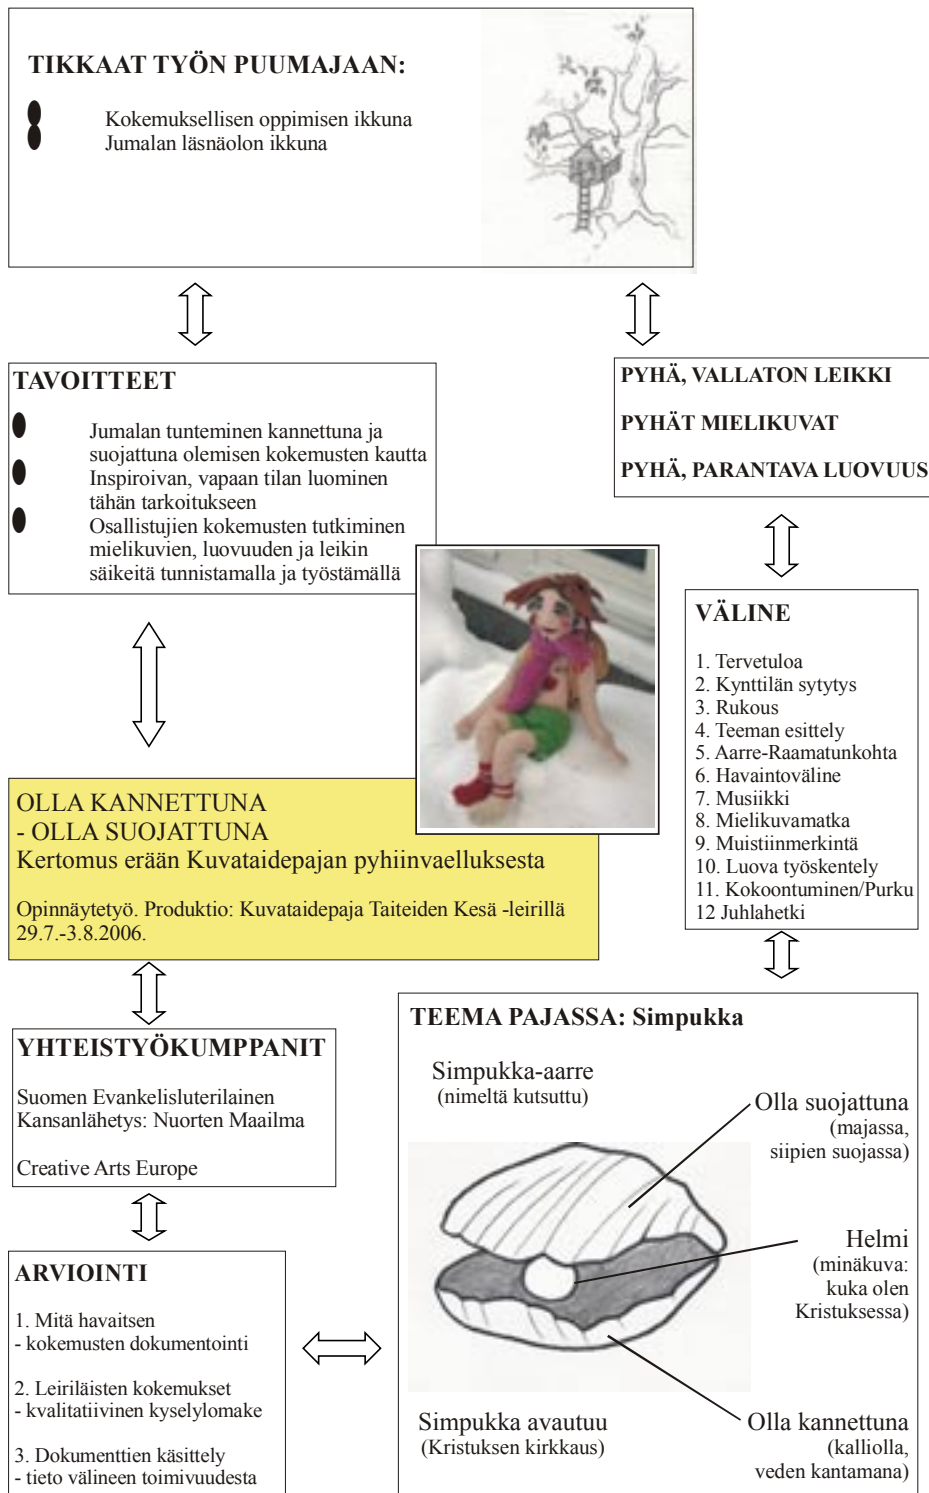 TIKKAAT TYÖN PUUMAJAAN:
Kokemuksellisen oppimisen ikkuna
Jumalan läsnäolon ikkuna
TAVOITTEET
Jumalan tunteminen kannettuna ja
suojattuna olemisen kokemusten kautta
Inspiroivan, vapaan tilan luominen
tähän tarkoitukseen
Osallistujien kokemusten tutkiminen
mielikuvien, luovuuden ja leikin
säikeitä tunnistamalla ja työstämällä
PYHÄ, VALLATON LEIKKI
PYHÄT MIELIKUVAT
PYHÄ, PARANTAVA LUOVUUS
VÄLINE
1. Tervetuloa
2. Kynttilän sytytys
3. Rukous
4. Teeman esittely
5. Aarre-Raamatunkohta
6. Havaintoväline
7. Musiikki
8. Mielikuvamatka
9. Muistiinmerkintä
10. Luova työskentely
11. Kokoontuminen/Purku
12 Juhlahetki
OLLA KANNETTUNA
- OLLA SUOJATTUNA
Kertomus erään Kuvataidepajan pyhiinvaelluksesta
Opinnäytetyö. Produktio: Kuvataidepaja Taiteiden Kesä -leirillä
29.7.-3.8.2006.
YHTEISTYÖKUMPPANIT
Suomen Evankelisluterilainen
Kansanlähetys: Nuorten Maailma
Creative Arts Europe
ARVIOINTI
1. Mitä havaitsen
- kokemusten dokumentointi
2. Leiriläisten kokemukset
- kvalitatiivinen kyselylomake
3. Dokumenttien käsittely
- tieto välineen toimivuudesta
TEEMA PAJASSA: Simpukka
Simpukka-aarre
(nimeltä kutsuttu)
Olla suojattuna
(majassa,
siipien suojassa)
Helmi
(minäkuva:
kuka olen
Kristuksessa)
Simpukka avautuu
(Kristuksen kirkkaus)
Olla kannettuna
(kalliolla,
veden kantamana)